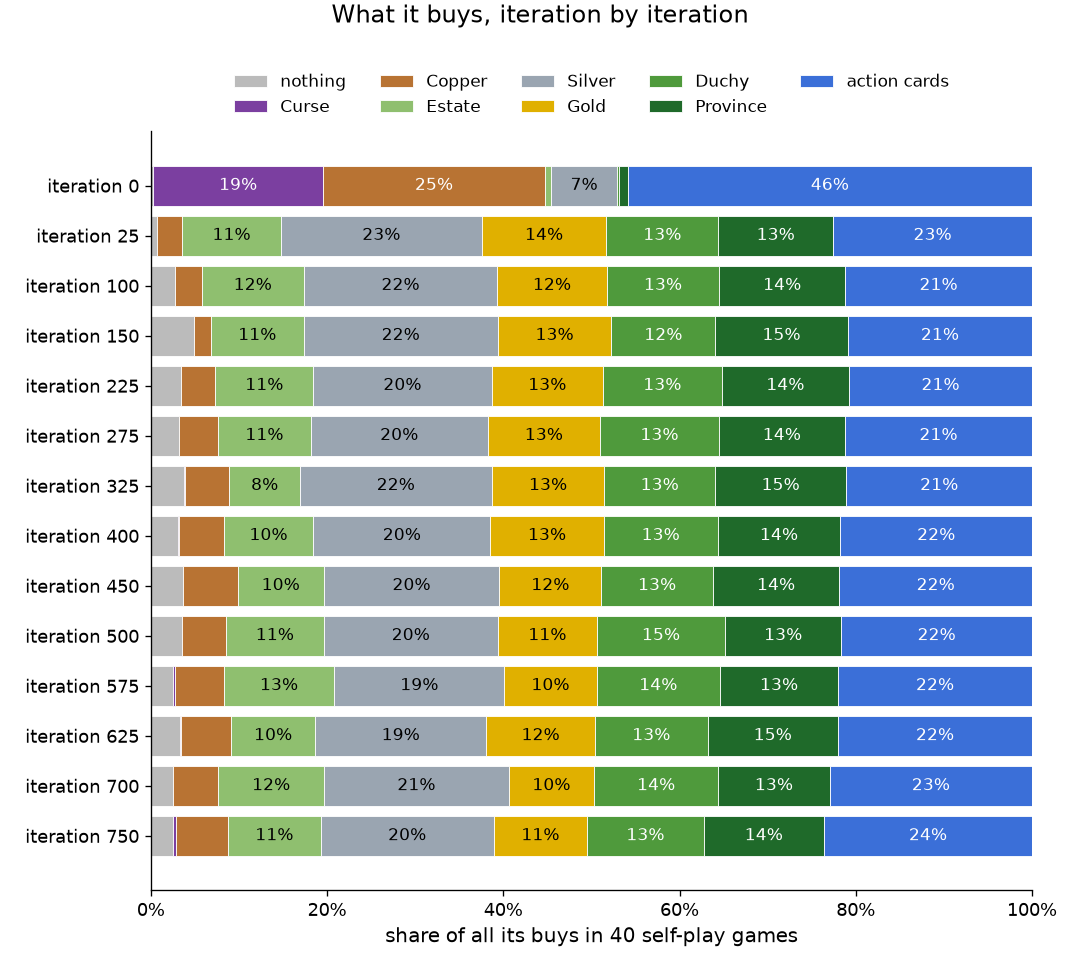 What it buys, iteration by iteration
nothing Copper Silver Duchy action cards
Curse Estate Gold Province
iteration 0 19% 25% 7% 46%
iteration 25 11% 23% 14% 13% 13% 23%
iteration 100 12% 22% 12% 13% 14% 21%
iteration 150 11% 22% 13% 12% 15% 21%
iteration 225 11% 20% 13% 13% 14% 21%
iteration 275 11% 20% 13% 13% 14% 21%
iteration 325 8% 22% 13% 13% 15% 21%
iteration 400 10% 20% 13% 13% 14% 22%
iteration 450 10% 20% 12% 13% 14% 22%
iteration 500 11% 20% 11% 15% 13% 22%
iteration 575 13% 19% 10% 14% 13% 22%
iteration 625 10% 19% 12% 13% 15% 22%
iteration 700 12% 21% 10% 14% 13% 23%
iteration 750 11% 20% 11% 13% 14% 24%
0% 20% 40% 60% 80% 100%
share of all its buys in 40 self-play games